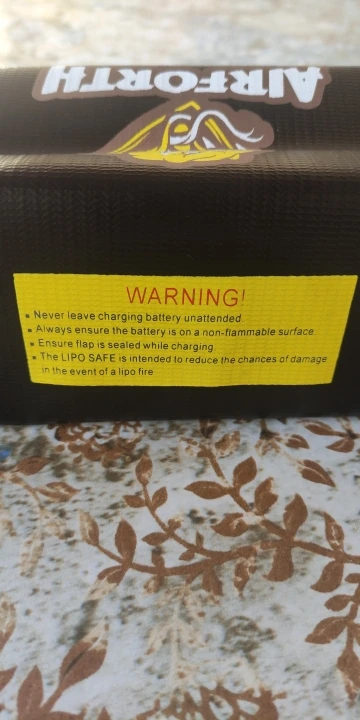 AIRFORTH
WARNING!
▪ Never leave charging battery unattended
▪ Always ensure the battery is on a non-flammable surface.
▪ Ensure flap is sealed while charging.
▪ The LIPO SAFE is intended to reduce the chances of damage
in the event of a lipo fire